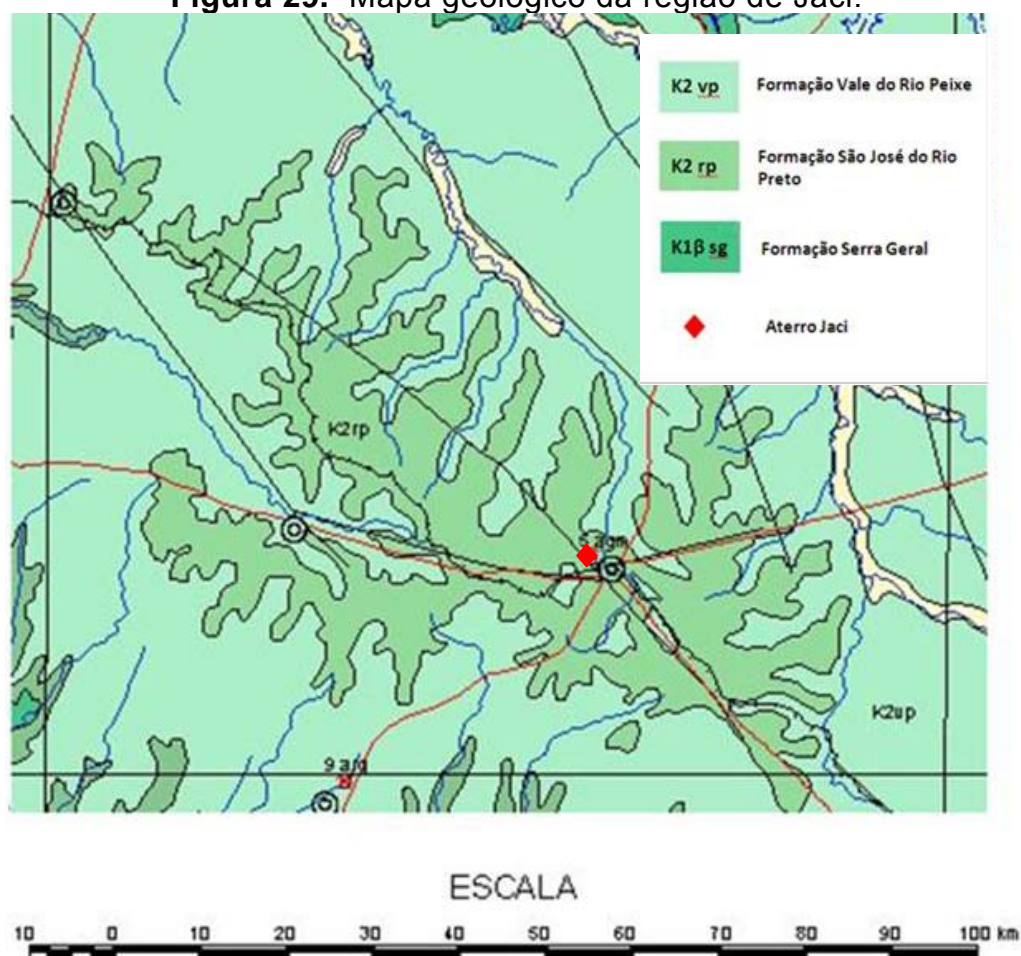 Figura 29. Mapa geológico da região de Jaci.
K2 vp Formação Vale do Rio Peixe
K2 rp Formação São José do Rio
Preto
K1β sg Formação Serra Geral
Aterro Jaci
K2rp
K2vp
ESCALA
10 0 10 20 30 40 50 60 70 80 90 100 km